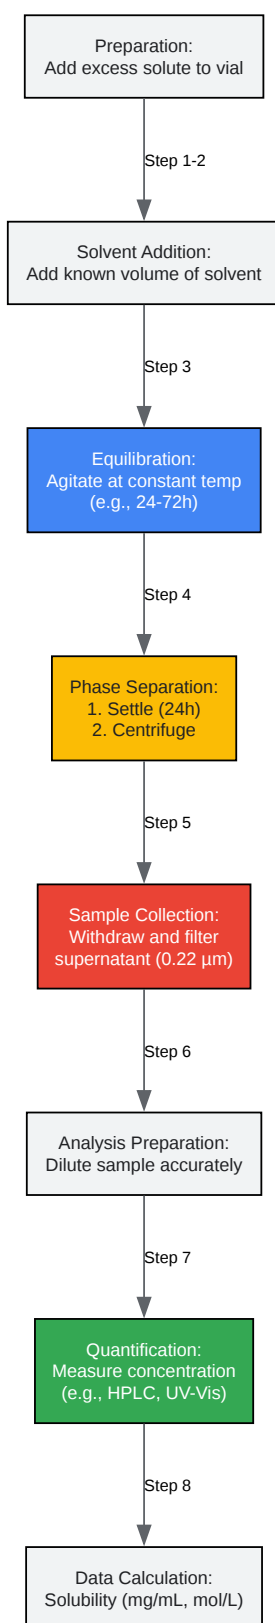 Preparation:
Add excess solute to vial
Step 1-2
Solvent Addition:
Add known volume of solvent
Step 3
Equilibration:
Agitate at constant temp
(e.g., 24-72h)
Step 4
Phase Separation:
1. Settle (24h)
2. Centrifuge
Step 5
Sample Collection:
Withdraw and filter
supernatant (0.22 µm)
Step 6
Analysis Preparation:
Dilute sample accurately
Step 7
Quantification:
Measure concentration
(e.g., HPLC, UV-Vis)
Step 8
Data Calculation:
Solubility (mg/mL, mol/L)